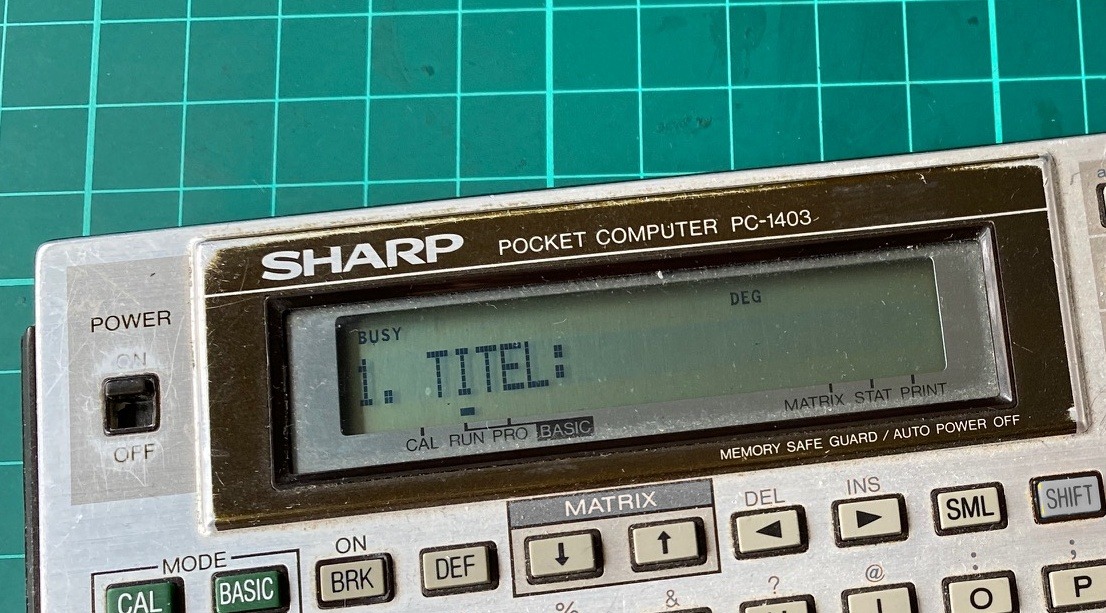 SHARP POCKET COMPUTER PC-1403
POWER
ON
OFF
DEG
BUSY
1. TITEL:
CAL RUN PRO BASIC
MATRIX STAT PRINT
MEMORY SAFE GUARD / AUTO POWER OFF
MODE
ON
MATRIX
DEL
INS
CAL
BASIC
BRK
DEF
↓
↑
◀
▶
SML
SHIFT
%
&
?
@
:
;
I
O
P